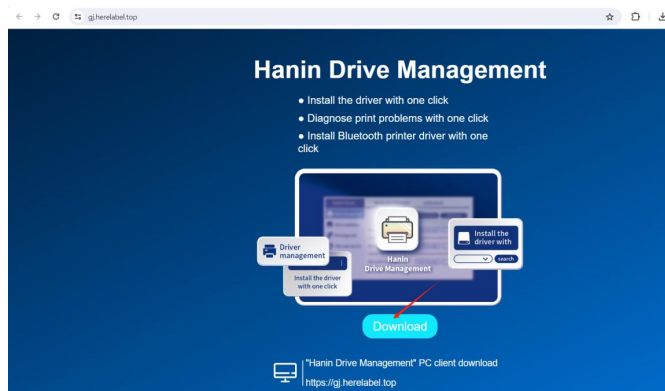 gj.herelabel.top
Hanin Drive Management
● Install the driver with one click
● Diagnose print problems with one click
● Install Bluetooth printer driver with one
click
Driver
management
Install the driver
with one click
Hanin
Drive Management
Install the
driver with
search
Download
"Hanin Drive Management" PC client download
https://gj.herelabel.top